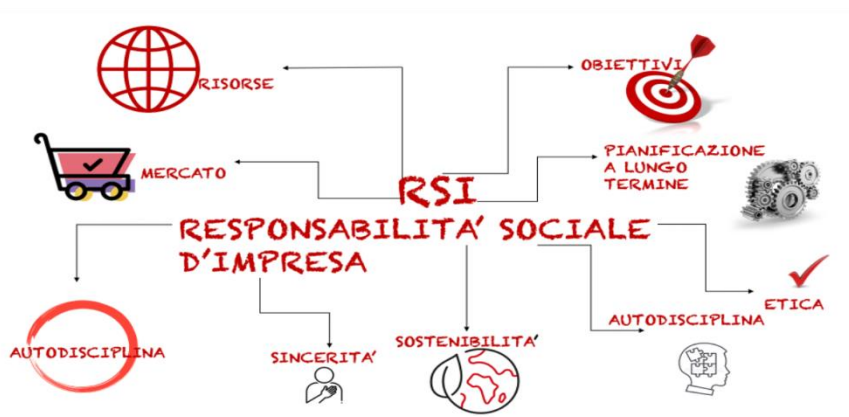 OBIETTIVI
RISORSE
PIANIFICAZIONE
A LUNGO
TERMINE
MERCATO
RSI
RESPONSABILITA' SOCIALE
D'IMPRESA
ETICA
AUTODISCIPLINA
SOSTENIBILITA'
AUTODISCIPLINA
SINCERITA'